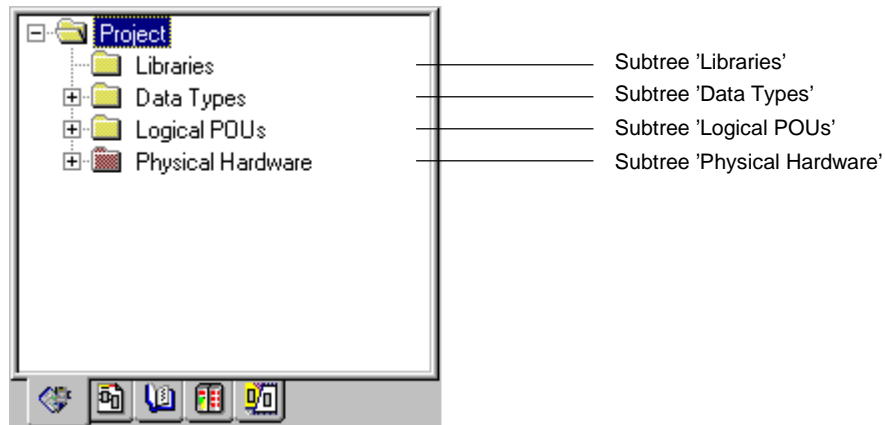 Project
Libraries
Subtree ’Libraries’
Data Types
Subtree ’Data Types’
Logical POUs
Subtree ’Logical POUs’
Physical Hardware
Subtree ’Physical Hardware’